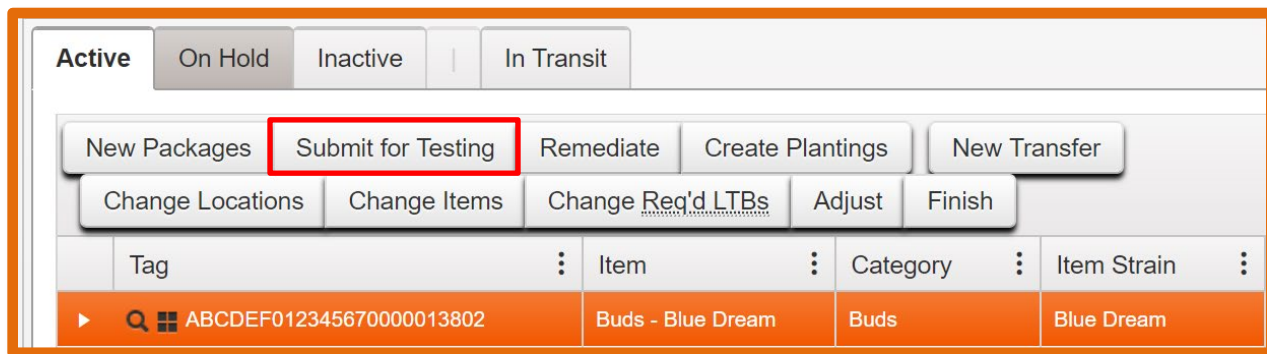 Active On Hold Inactive | In Transit
New Packages Submit for Testing Remediate Create Plantings New Transfer
Change Locations Change Items Change Req'd LTBs Adjust Finish
Tag Item Category Item Strain
ABCDEF012345670000013802 Buds - Blue Dream Buds Blue Dream